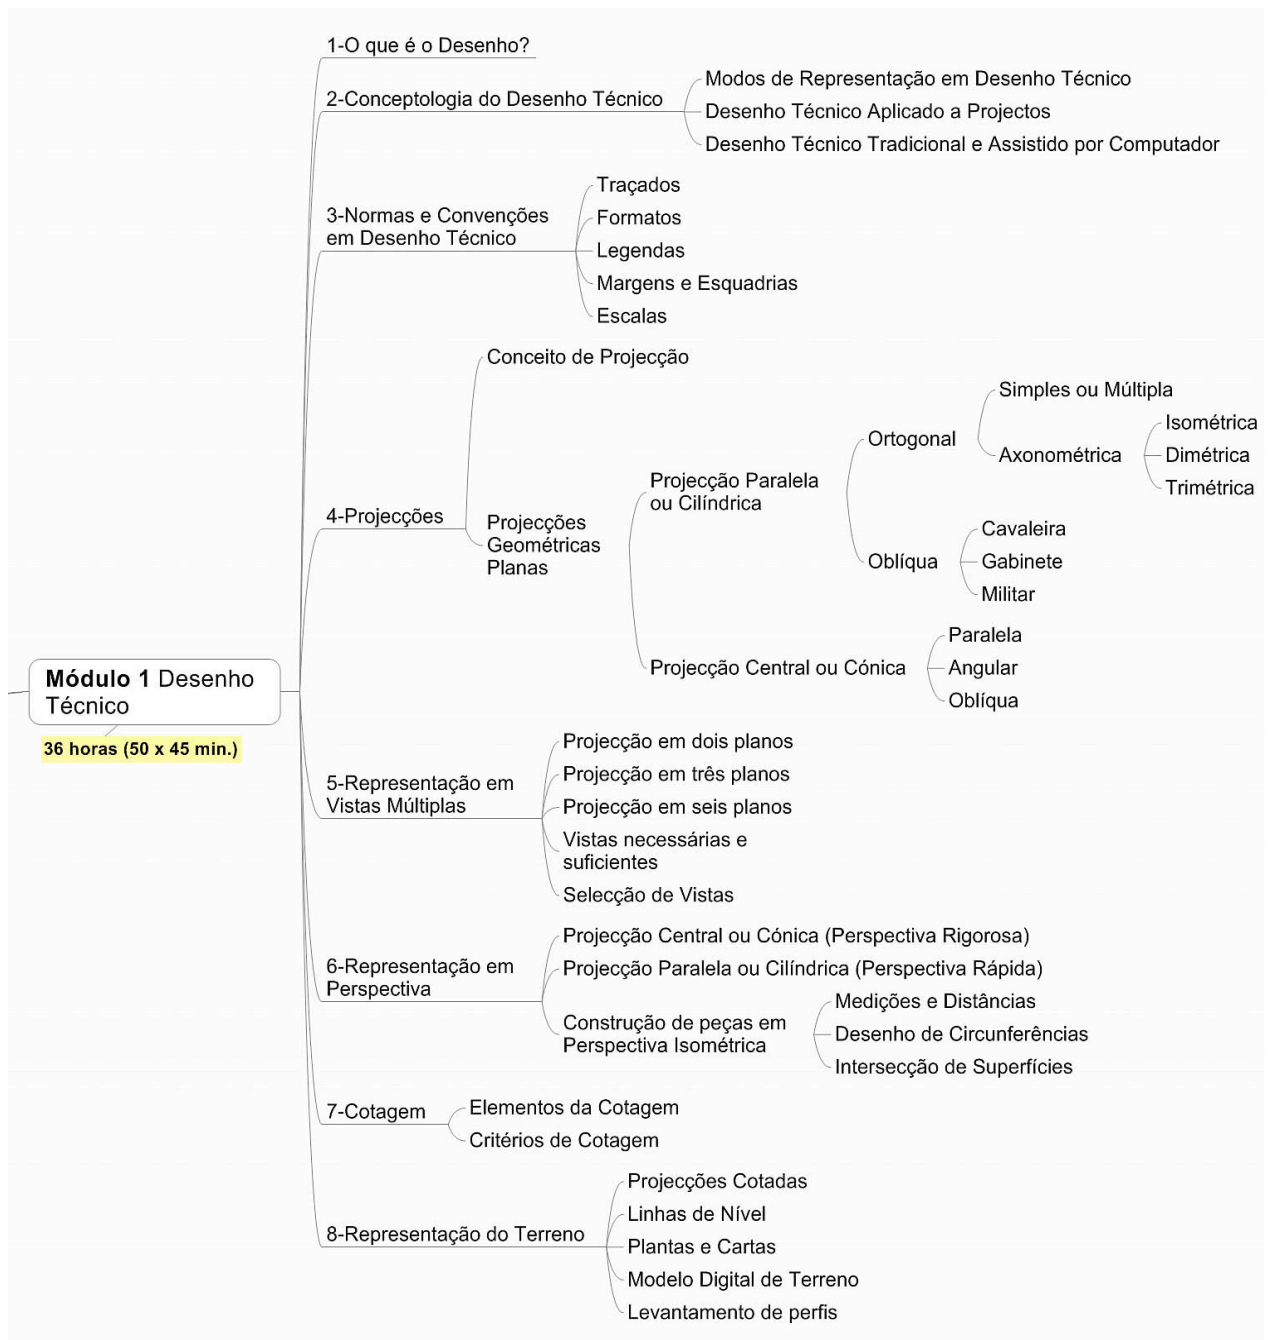 1-O que é o Desenho?
2-Conceptologia do Desenho Técnico
Modos de Representação em Desenho Técnico
Desenho Técnico Aplicado a Projectos
Desenho Técnico Tradicional e Assistido por Computador
3-Normas e Convenções
em Desenho Técnico
Traçados
Formatos
Legendas
Margens e Esquadrias
Escalas
4-Projecções
Conceito de Projecção
Projecções
Geométricas
Planas
Projecção Paralela
ou Cilíndrica
Ortogonal
Simples ou Múltipla
Axonométrica
Isométrica
Dimétrica
Trimétrica
Oblíqua
Cavaleira
Gabinete
Militar
Projecção Central ou Cónica
Paralela
Angular
Oblíqua
Módulo 1 Desenho
Técnico
36 horas (50 x 45 min.)
5-Representação em
Vistas Múltiplas
Projecção em dois planos
Projecção em três planos
Projecção em seis planos
Vistas necessárias e
suficientes
Selecção de Vistas
6-Representação em
Perspectiva
Projecção Central ou Cónica (Perspectiva Rigorosa)
Projecção Paralela ou Cilíndrica (Perspectiva Rápida)
Construção de peças em
Perspectiva Isométrica
Medições e Distâncias
Desenho de Circunferências
Intersecção de Superfícies
7-Cotagem
Elementos da Cotagem
Critérios de Cotagem
8-Representação do Terreno
Projecções Cotadas
Linhas de Nível
Plantas e Cartas
Modelo Digital de Terreno
Levantamento de perfis